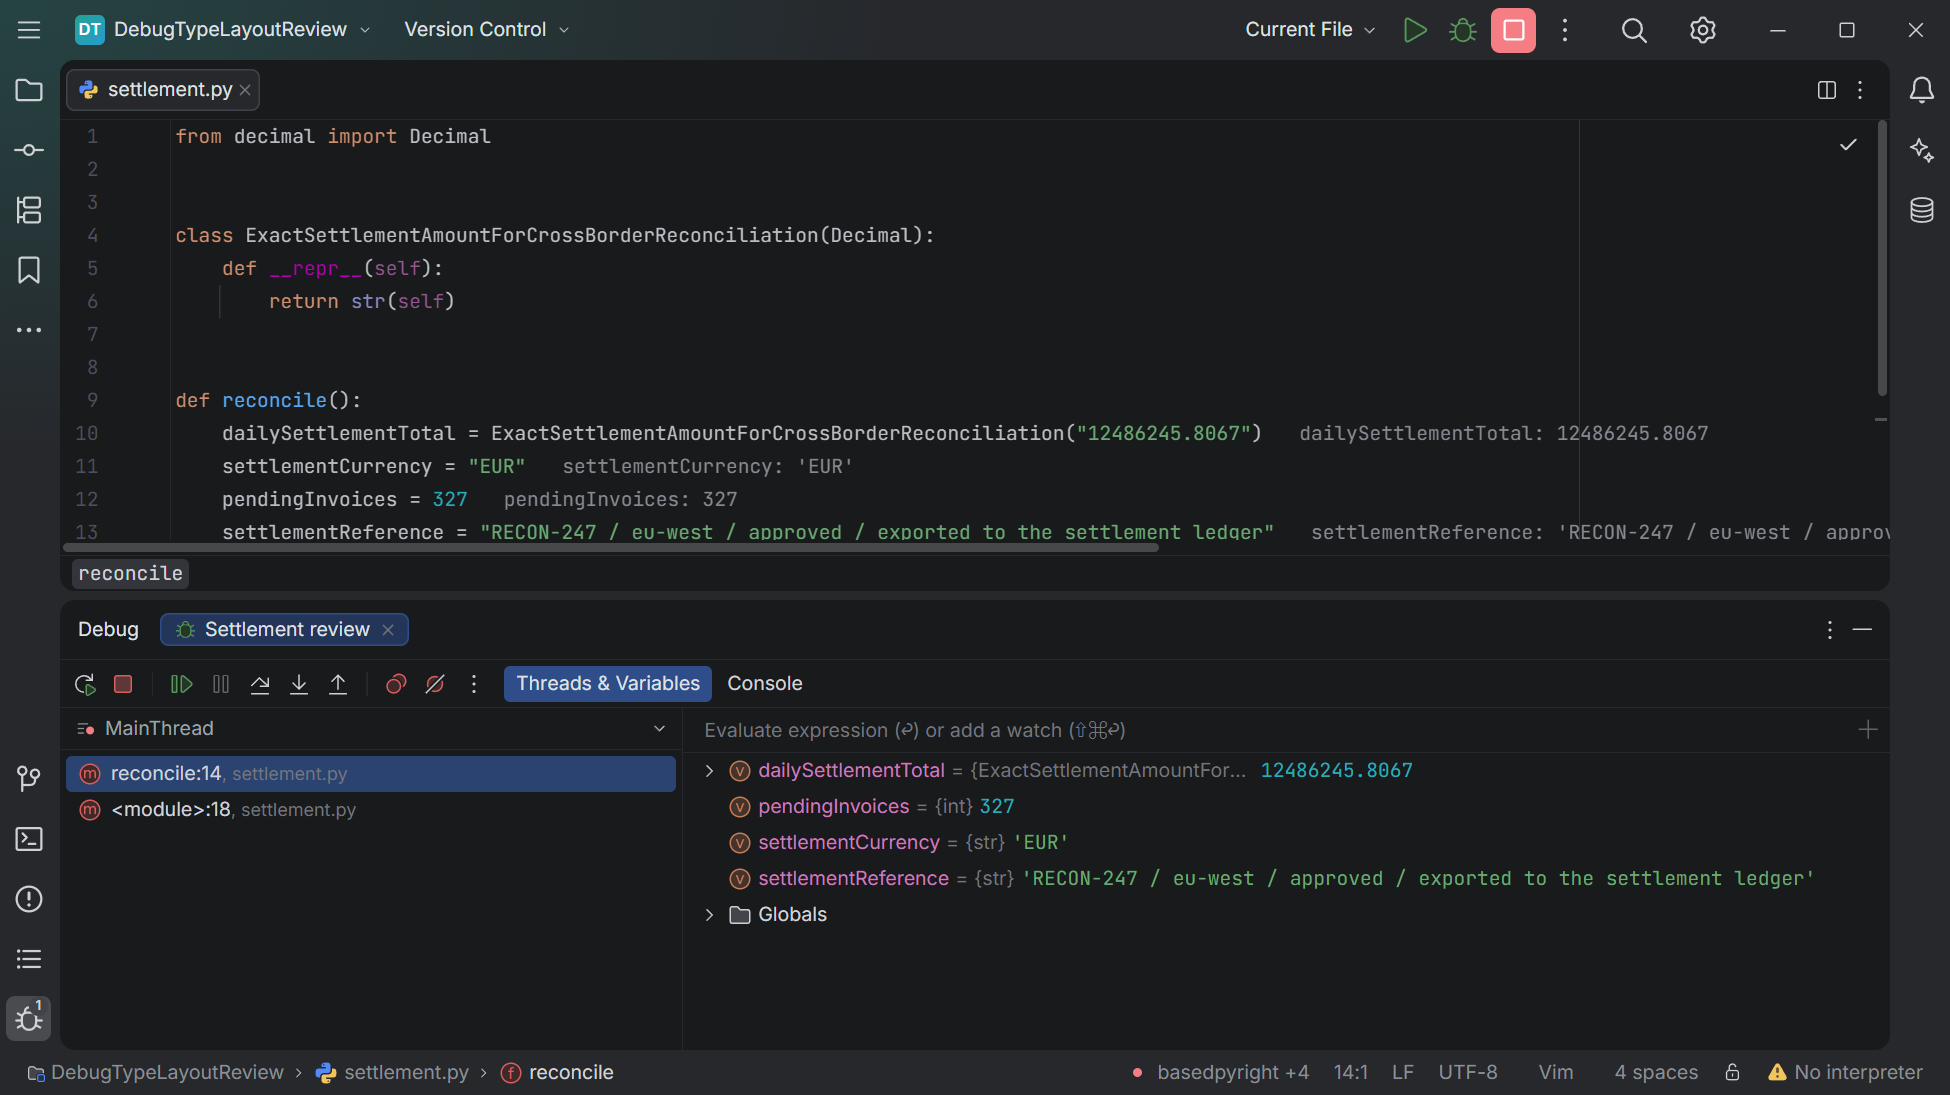 DT DebugTypeLayoutReview Version Control Current File
settlement.py
1 from decimal import Decimal
2
3
4 class ExactSettlementAmountForCrossBorderReconciliation(Decimal):
5 def __repr__(self):
6 return str(self)
7
8
9 def reconcile():
10 dailySettlementTotal = ExactSettlementAmountForCrossBorderReconciliation("12486245.8067") dailySettlementTotal: 12486245.8067
11 settlementCurrency = "EUR" settlementCurrency: 'EUR'
12 pendingInvoices = 327 pendingInvoices: 327
13 settlementReference = "RECON-247 / eu-west / approved / exported to the settlement ledger" settlementReference: 'RECON-247 / eu-west / approv
reconcile
Debug Settlement review
Threads & Variables Console
MainThread
Evaluate expression (⏎) or add a watch (⇧⌘⏎)
m reconcile:14, settlement.py
m <module>:18, settlement.py
v dailySettlementTotal = {ExactSettlementAmountFor... 12486245.8067
v pendingInvoices = {int} 327
v settlementCurrency = {str} 'EUR'
v settlementReference = {str} 'RECON-247 / eu-west / approved / exported to the settlement ledger'
Globals
1
DebugTypeLayoutReview › settlement.py › f reconcile basedpyright +4 14:1 LF UTF-8 Vim 4 spaces No interpreter